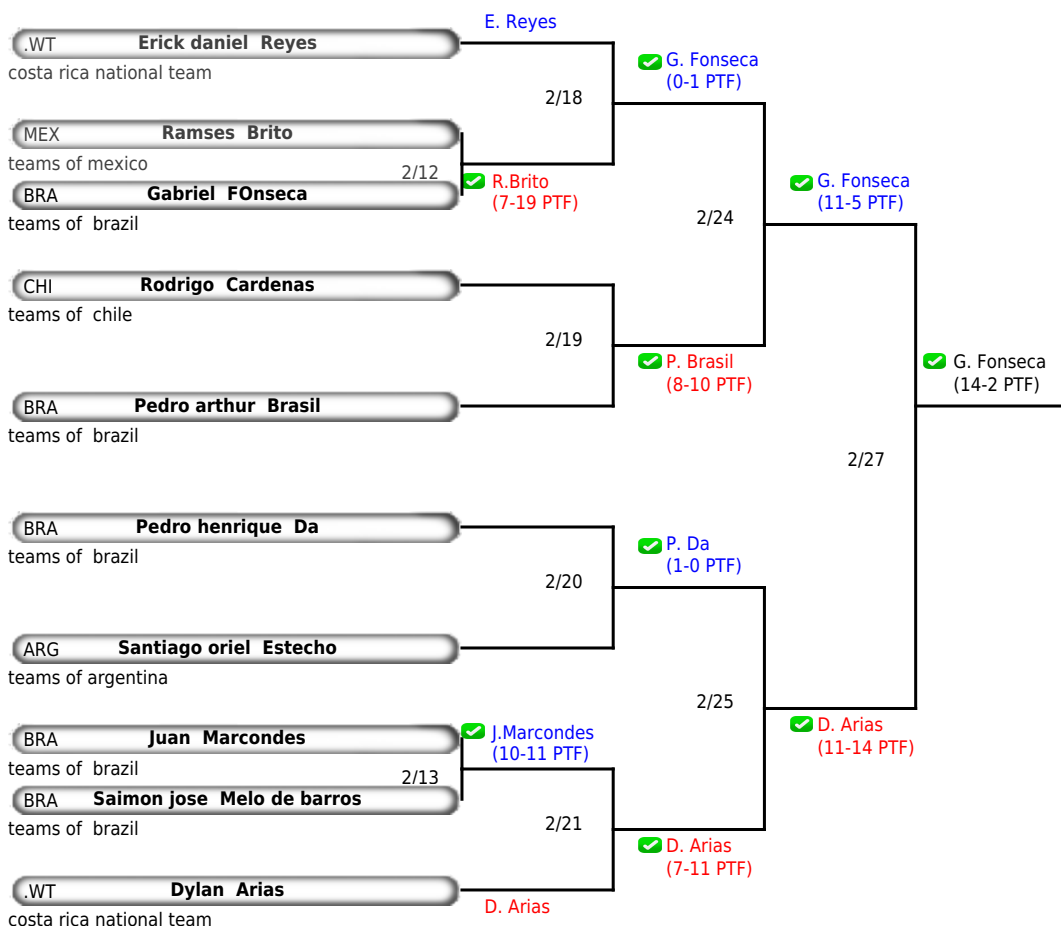 E. Reyes
.WT Erick daniel Reyes
costa rica national team
G. Fonseca
(0-1 PTF)
2/18
MEX Ramses Brito
teams of mexico
2/12
R.Brito
(7-19 PTF)
BRA Gabriel FOnseca
teams of brazil
G. Fonseca
(11-5 PTF)
2/24
CHI Rodrigo Cardenas
teams of chile
2/19
P. Brasil
(8-10 PTF)
G. Fonseca
(14-2 PTF)
BRA Pedro arthur Brasil
teams of brazil
2/27
BRA Pedro henrique Da
teams of brazil
P. Da
(1-0 PTF)
2/20
ARG Santiago oriel Estecho
teams of argentina
2/25
D. Arias
(11-14 PTF)
BRA Juan Marcondes
teams of brazil
J.Marcondes
(10-11 PTF)
2/13
BRA Saimon jose Melo de barros
teams of brazil
2/21
D. Arias
(7-11 PTF)
.WT Dylan Arias
costa rica national team
D. Arias